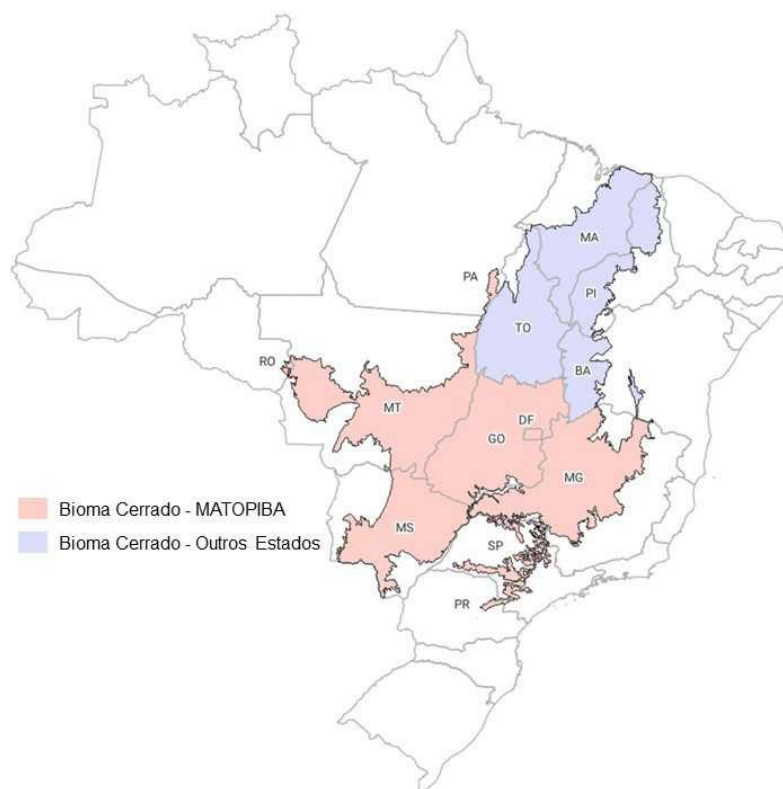 MA
PA
PI
TO
RO
BA
MT
DF
GO
MG
Bioma Cerrado - MATOPIBA
MS
Bioma Cerrado - Outros Estados
SP
PR